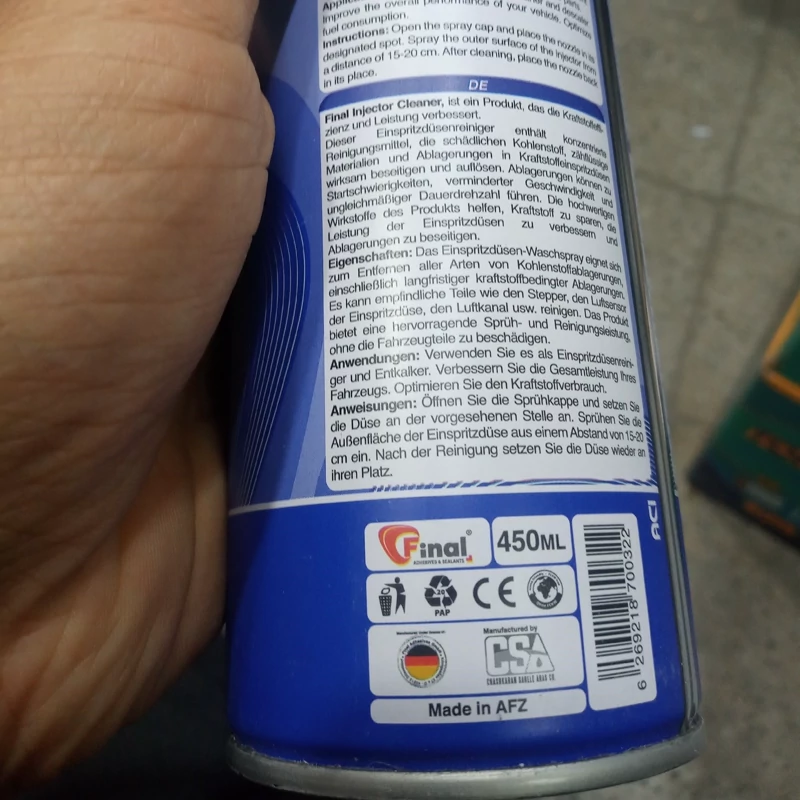 Improve the overall performance of your vehicle. Optimize
fuel consumption.
Instructions: Open the spray cap and place the nozzle in its
designated spot. Spray the outer surface of the injector from
a distance of 15-20 cm. After cleaning, place the nozzle back
in its place.
DE
Final Injector Cleaner, ist ein Produkt, das die Kraftstoffeffi-
zienz und Leistung verbessert.
Dieser Einspritzdüsenreiniger enthält konzentrierte
Reinigungsmittel, die schädlichen Kohlenstoff, zähflüssige
Materialien und Ablagerungen in Kraftstoffeinspritzdüsen
wirksam beseitigen und auflösen. Ablagerungen können zu
Startschwierigkeiten, verminderter Geschwindigkeit und
ungleichmäßiger Dauerdrehzahl führen. Die hochwertigen
Wirkstoffe des Produkts helfen, Kraftstoff zu sparen, die
Leistung der Einspritzdüsen zu verbessern und
Ablagerungen zu beseitigen.
Eigenschaften: Das Einspritzdüsen-Waschspray eignet sich
zum Entfernen aller Arten von Kohlenstoffablagerungen,
einschließlich langfristiger kraftstoffbedingter Ablagerungen.
Es kann empfindliche Teile wie den Stepper, den Luftsensor
der Einspritzdüse, den Luftkanal usw. reinigen. Das Produkt
bietet eine hervorragende Sprüh- und Reinigungsleistung,
ohne die Fahrzeugteile zu beschädigen.
Anwendungen: Verwenden Sie es als Einspritzdüsenreini-
ger und Entkalker. Verbessern Sie die Gesamtleistung Ihres
Fahrzeugs. Optimieren Sie den Kraftstoffverbrauch.
Anweisungen: Öffnen Sie die Sprühkappe und setzen Sie
die Düse an der vorgesehenen Stelle an. Sprühen Sie die
Außenfläche der Einspritzdüse aus einem Abstand von 15-20
cm ein. Nach der Reinigung setzen Sie die Düse wieder an
ihren Platz.
Final®
ADHESIVES & SEALANTS
450ML
20
PAP
CE
Manufactured by
CSA
CHASBKARAN SAHELE ARAS CO.
Made in AFZ
6 269218 700322